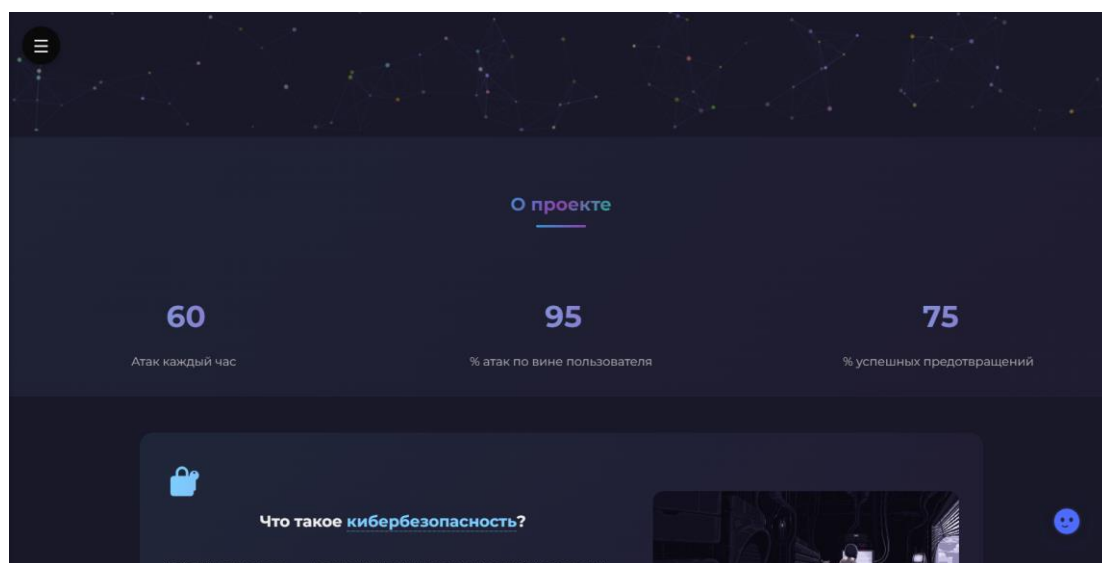 О проекте
60
95
75
Атак каждый час
% атак по вине пользователя
% успешных предотвращений
Что такое кибербезопасность?